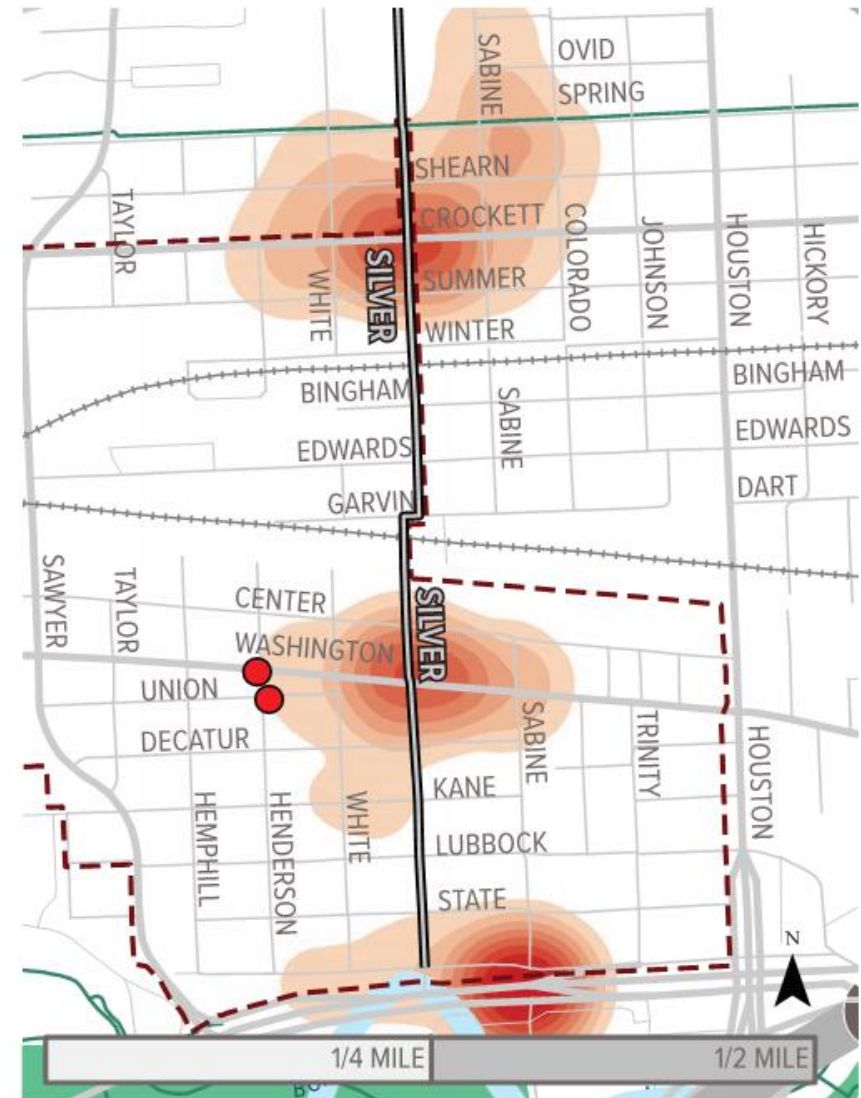 SABINE
OVID
SPRING
SHEARN
TAYLOR
CROCKETT
COLORADO
JOHNSON
HOUSTON
HICKORY
SILVER
WHITE
SUMMER
WINTER
BINGHAM
BINGHAM
SABINE
EDWARDS
EDWARDS
GARVIN
DART
SAWYER
TAYLOR
CENTER
SILVER
WASHINGTON
UNION
SABINE
TRINITY
DECATUR
HOUSTON
KANE
HEMPHILL
HENDERSON
WHITE
LUBBOCK
STATE
N
1/4 MILE
1/2 MILE